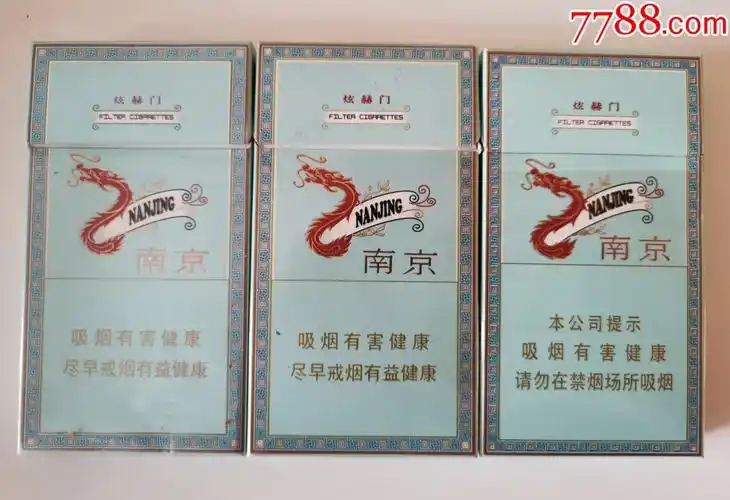 7788.com
炫赫门
FILTER CIGARETTES
NANJING
南京
吸烟有害健康
尽早戒烟有益健康
炫赫门
FILTER CIGARETTES
NANJING
南京
吸烟有害健康
尽早戒烟有益健康
炫赫门
FILTER CIGARETTES
NANJING
南京
本公司提示
吸烟有害健康
请勿在禁烟场所吸烟